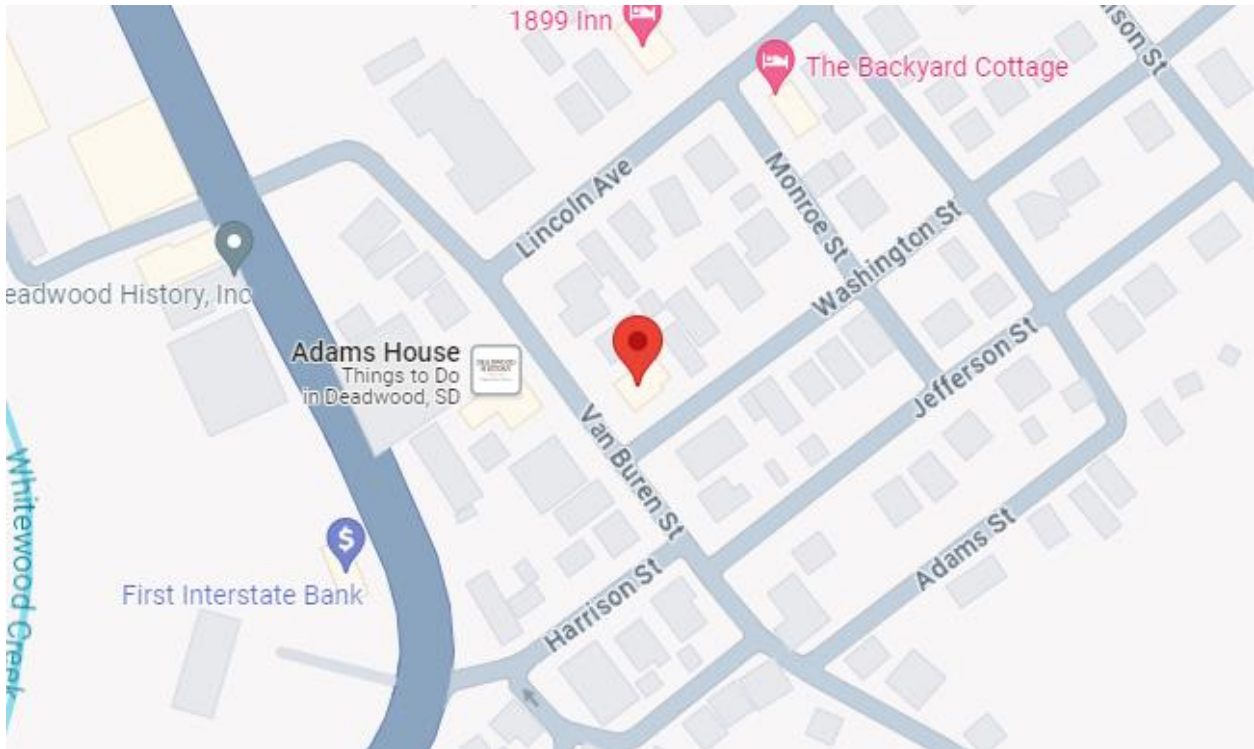 1899 Inn
The Backyard Cottage
ison St
Lincoln Ave
Monroe St
Washington St
eadwood History, Inc
Adams House
Things to Do
in Deadwood, SD
Jefferson St
Van Buren St
Whitewood Creek
$
First Interstate Bank
Harrison St
Adams St